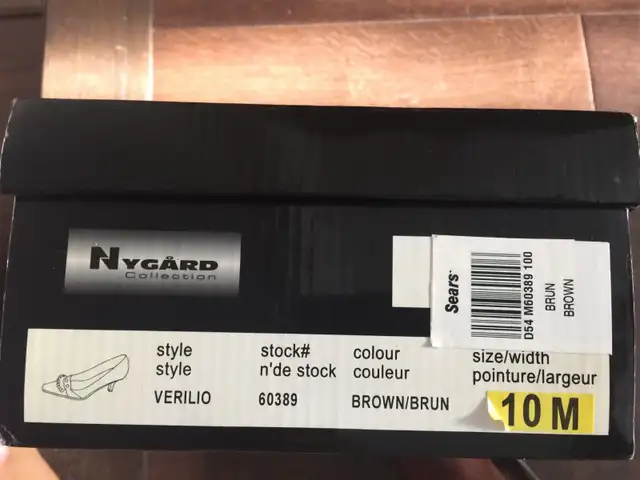 NYGÅRD
Collection
Sears
D54 M60389 100
BRUN
BROWN
style stock# colour size/width
style n'de stock couleur pointure/largeur
VERILIO 60389 BROWN/BRUN 10 M